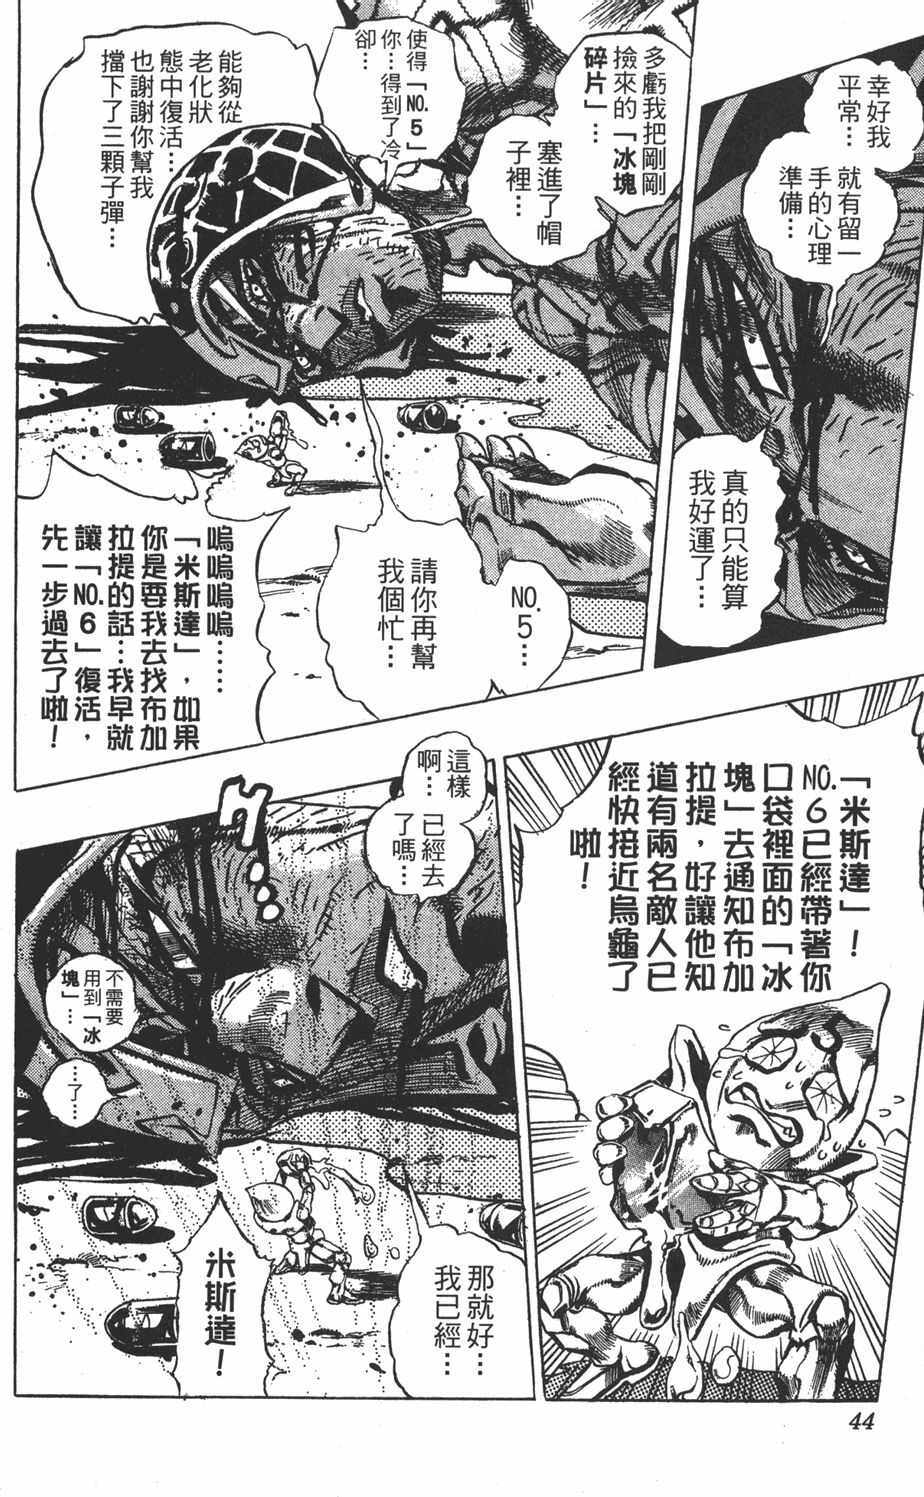 幸好我
平常…
就有留一
手的心理
準備…
真的只能算
我好運了…
多虧我把剛剛
撿來的「冰塊
碎片」…
塞進了帽
子裡…
使得「NO.5」
你…得到了冷
卻…
能夠從
老化狀
態中復活…
也謝謝你幫我
擋下了三顆子彈…
NO.5…
請你再幫
我個忙…
嗚嗚嗚嗚……
「米斯達」，如果
你是要我去找布加
拉提的話…我早就
讓「NO.6」復活，
先一步過去了啦！
「米斯達」！
NO.6已經帶著你
口袋裡面的「冰
塊」去通知布加
拉提，好讓他知
道有兩名敵人已
經快接近烏龜了
啦！
這樣
啊…
已經去
了嗎…
不需要
用到「冰
塊」…
…了…
那就好…
我已經…
米斯達！
44